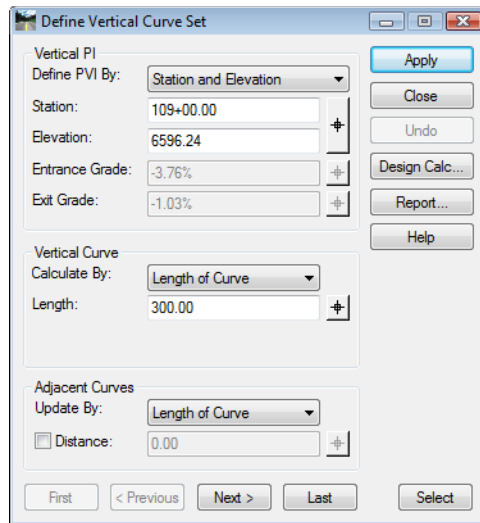 Define Vertical Curve Set
Vertical PI
Define PVI By: Station and Elevation
Station: 109+00.00
Elevation: 6596.24
Entrance Grade: -3.76%
Exit Grade: -1.03%
Vertical Curve
Calculate By: Length of Curve
Length: 300.00
Adjacent Curves
Update By: Length of Curve
Distance: 0.00
First < Previous Next > Last Select
Apply
Close
Undo
Design Calc...
Report...
Help